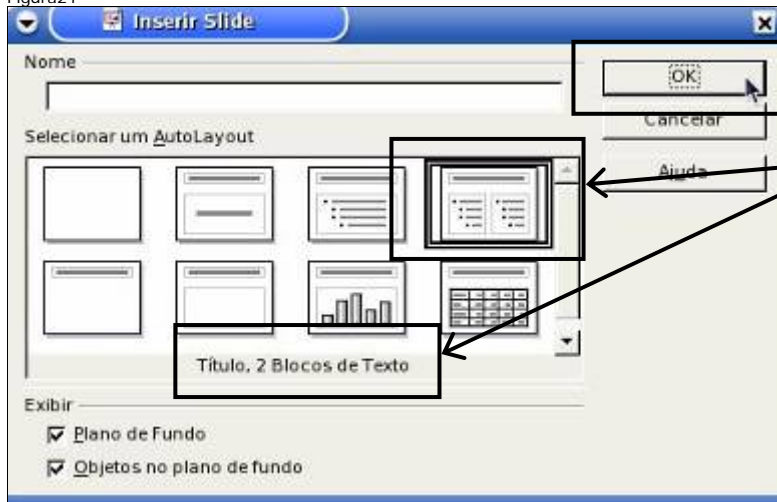 Inserir Slide
Nome
OK
Cancelar
Selecionar um AutoLayout
Ajuda
Título, 2 Blocos de Texto
Exibir
Plano de Fundo
Objetos no plano de fundo